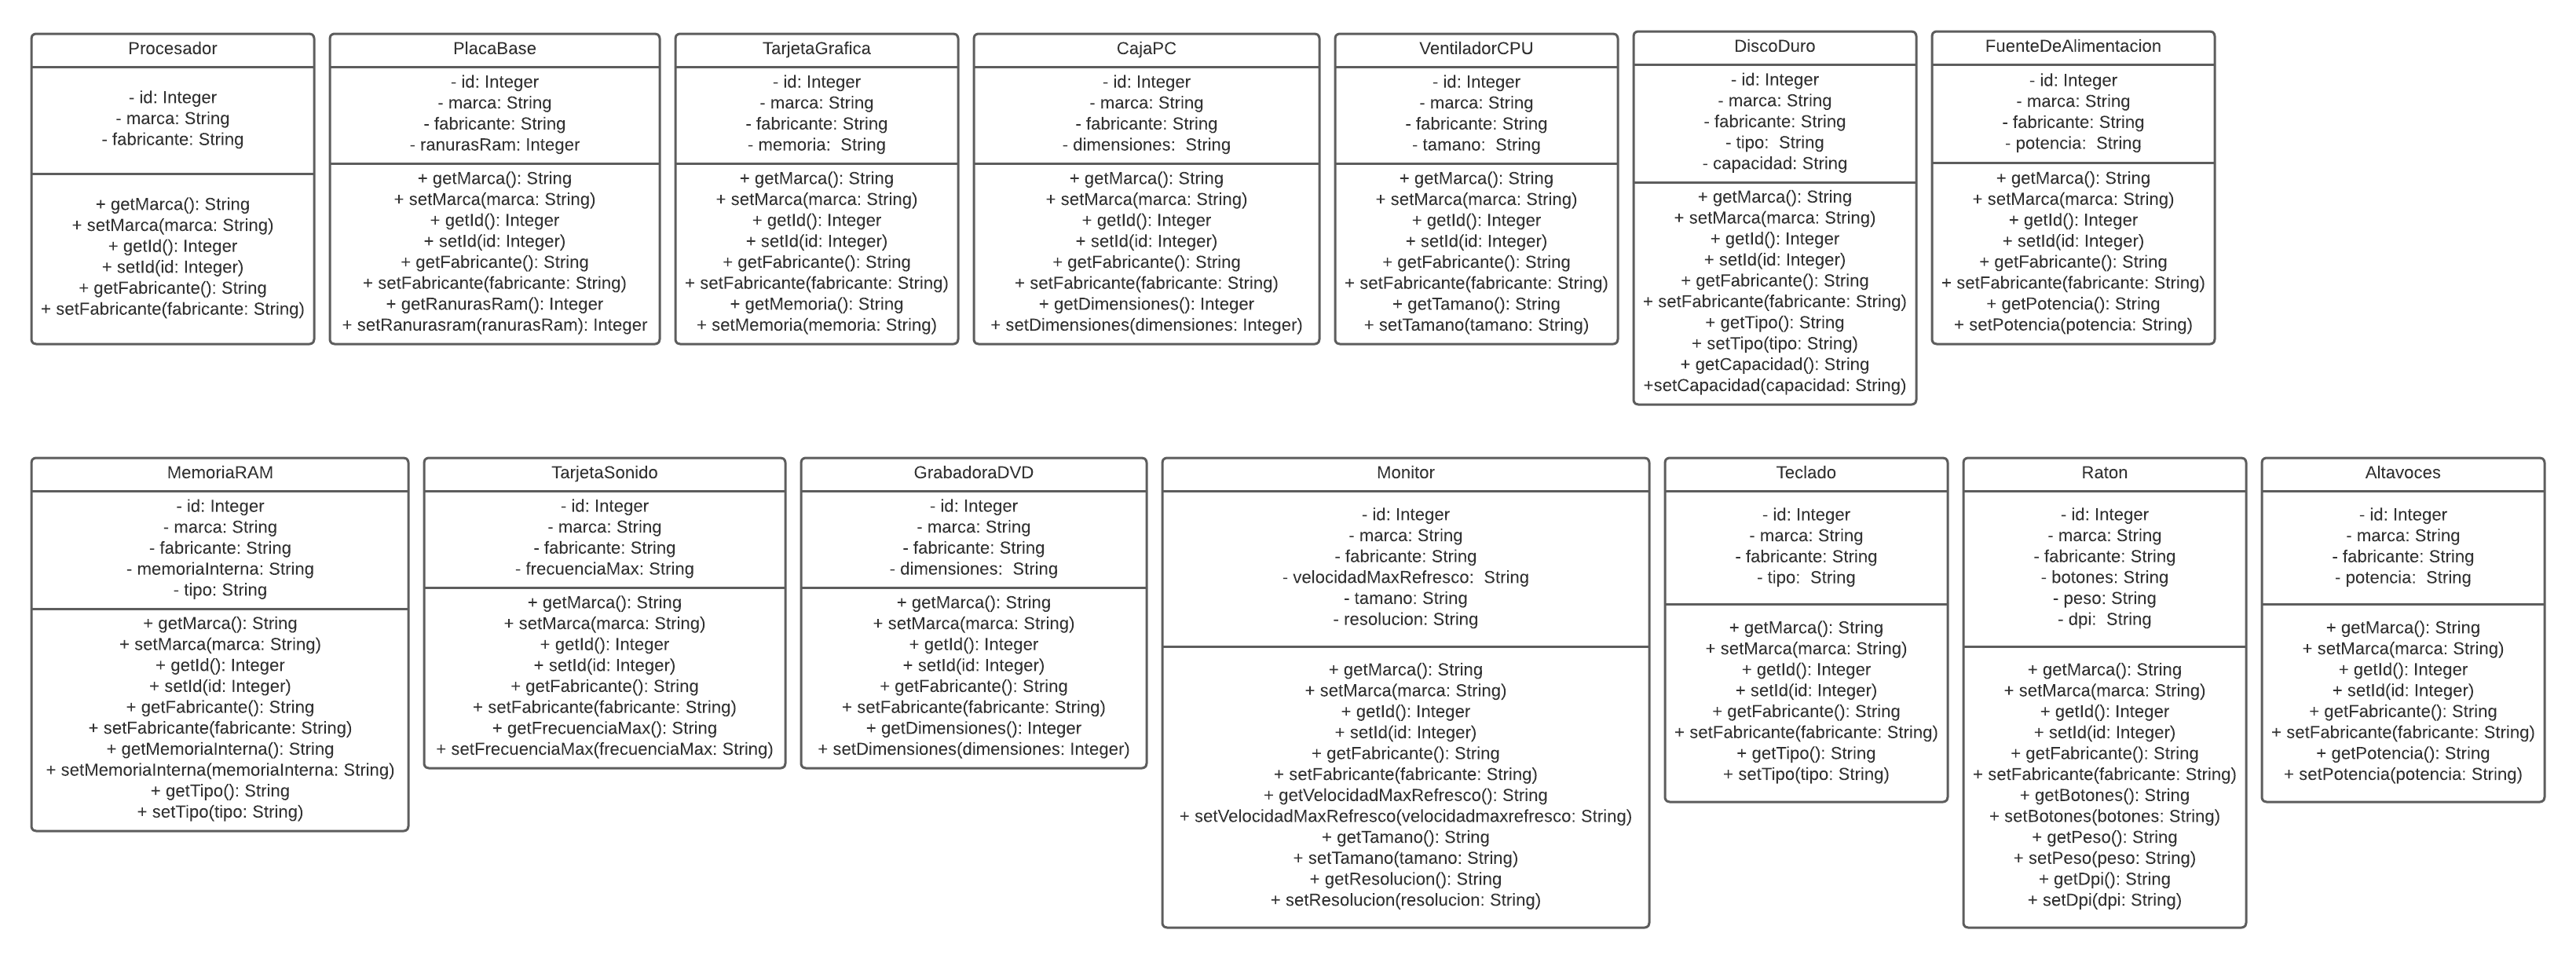 Procesador
- id: Integer
- marca: String
- fabricante: String
+ getMarca(): String
+ setMarca(marca: String)
+ getId(): Integer
+ setId(id: Integer)
+ getFabricante(): String
+ setFabricante(fabricante: String)
PlacaBase
- id: Integer
- marca: String
- fabricante: String
- ranurasRam: Integer
+ getMarca(): String
+ setMarca(marca: String)
+ getId(): Integer
+ setId(id: Integer)
+ getFabricante(): String
+ setFabricante(fabricante: String)
+ getRanurasRam(): Integer
+ setRanurasram(ranurasRam): Integer
TarjetaGrafica
- id: Integer
- marca: String
- fabricante: String
- memoria:  String
+ getMarca(): String
+ setMarca(marca: String)
+ getId(): Integer
+ setId(id: Integer)
+ getFabricante(): String
+ setFabricante(fabricante: String)
+ getMemoria(): String
+ setMemoria(memoria: String)
CajaPC
- id: Integer
- marca: String
- fabricante: String
- dimensiones:  String
+ getMarca(): String
+ setMarca(marca: String)
+ getId(): Integer
+ setId(id: Integer)
+ getFabricante(): String
+ setFabricante(fabricante: String)
+ getDimensiones(): Integer
+ setDimensiones(dimensiones: Integer)
VentiladorCPU
- id: Integer
- marca: String
- fabricante: String
- tamano:  String
+ getMarca(): String
+ setMarca(marca: String)
+ getId(): Integer
+ setId(id: Integer)
+ getFabricante(): String
+ setFabricante(fabricante: String)
+ getTamano(): String
+ setTamano(tamano: String)
DiscoDuro
- id: Integer
- marca: String
- fabricante: String
- tipo:  String
- capacidad: String
+ getMarca(): String
+ setMarca(marca: String)
+ getId(): Integer
+ setId(id: Integer)
+ getFabricante(): String
+ setFabricante(fabricante: String)
+ getTipo(): String
+ setTipo(tipo: String)
+ getCapacidad(): String
+setCapacidad(capacidad: String)
FuenteDeAlimentacion
- id: Integer
- marca: String
- fabricante: String
- potencia:  String
+ getMarca(): String
+ setMarca(marca: String)
+ getId(): Integer
+ setId(id: Integer)
+ getFabricante(): String
+ setFabricante(fabricante: String)
+ getPotencia(): String
+ setPotencia(potencia: String)
MemoriaRAM
- id: Integer
- marca: String
- fabricante: String
- memoriaInterna: String
- tipo: String
+ getMarca(): String
+ setMarca(marca: String)
+ getId(): Integer
+ setId(id: Integer)
+ getFabricante(): String
+ setFabricante(fabricante: String)
+ getMemoriaInterna(): String
+ setMemoriaInterna(memoriaInterna: String)
+ getTipo(): String
+ setTipo(tipo: String)
TarjetaSonido
- id: Integer
- marca: String
- fabricante: String
- frecuenciaMax: String
+ getMarca(): String
+ setMarca(marca: String)
+ getId(): Integer
+ setId(id: Integer)
+ getFabricante(): String
+ setFabricante(fabricante: String)
+ getFrecuenciaMax(): String
+ setFrecuenciaMax(frecuenciaMax: String)
GrabadoraDVD
- id: Integer
- marca: String
- fabricante: String
- dimensiones:  String
+ getMarca(): String
+ setMarca(marca: String)
+ getId(): Integer
+ setId(id: Integer)
+ getFabricante(): String
+ setFabricante(fabricante: String)
+ getDimensiones(): Integer
+ setDimensiones(dimensiones: Integer)
Monitor
- id: Integer
- marca: String
- fabricante: String
- velocidadMaxRefresco:  String
- tamano: String
- resolucion: String
+ getMarca(): String
+ setMarca(marca: String)
+ getId(): Integer
+ setId(id: Integer)
+ getFabricante(): String
+ setFabricante(fabricante: String)
+ getVelocidadMaxRefresco(): String
+ setVelocidadMaxRefresco(velocidadmaxrefresco: String)
+ getTamano(): String
+ setTamano(tamano: String)
+ getResolucion(): String
+ setResolucion(resolucion: String)
Teclado
- id: Integer
- marca: String
- fabricante: String
- tipo:  String
+ getMarca(): String
+ setMarca(marca: String)
+ getId(): Integer
+ setId(id: Integer)
+ getFabricante(): String
+ setFabricante(fabricante: String)
+ getTipo(): String
+ setTipo(tipo: String)
Raton
- id: Integer
- marca: String
- fabricante: String
- botones: String
- peso: String
- dpi:  String
+ getMarca(): String
+ setMarca(marca: String)
+ getId(): Integer
+ setId(id: Integer)
+ getFabricante(): String
+ setFabricante(fabricante: String)
+ getBotones(): String
+ setBotones(botones: String)
+ getPeso(): String
+ setPeso(peso: String)
+ getDpi(): String
+ setDpi(dpi: String)
Altavoces
- id: Integer
- marca: String
- fabricante: String
- potencia:  String
+ getMarca(): String
+ setMarca(marca: String)
+ getId(): Integer
+ setId(id: Integer)
+ getFabricante(): String
+ setFabricante(fabricante: String)
+ getPotencia(): String
+ setPotencia(potencia: String)